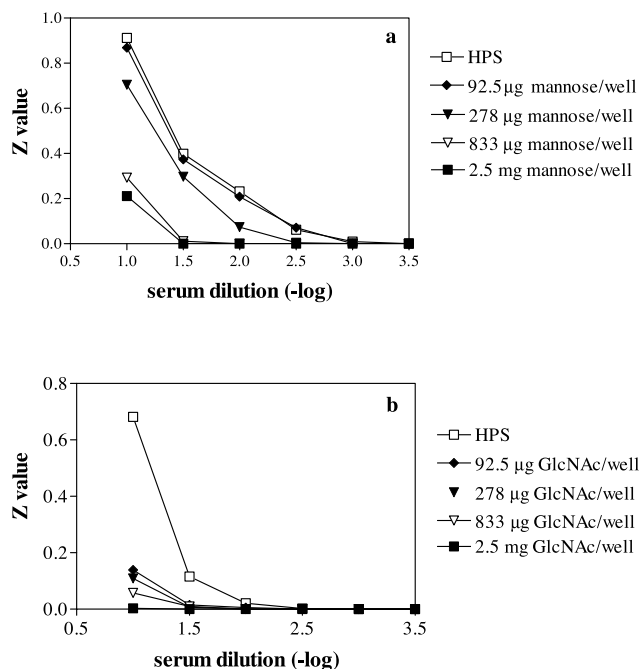 a
Z value
1.0
0.8
0.6
0.4
0.2
0.0
0.5 1.0 1.5 2.0 2.5 3.0 3.5
serum dilution (-log)
HPS
92.5µg mannose/well
278 µg mannose/well
833 µg mannose/well
2.5 mg mannose/well
b
Z value
0.8
0.6
0.4
0.2
0.0
0.5 1.5 2.5 3.5
serum dilution (-log)
HPS
92.5 µg GlcNAc/well
278 µg GlcNAc/well
833 µg GlcNAc/well
2.5 mg GlcNAc/well